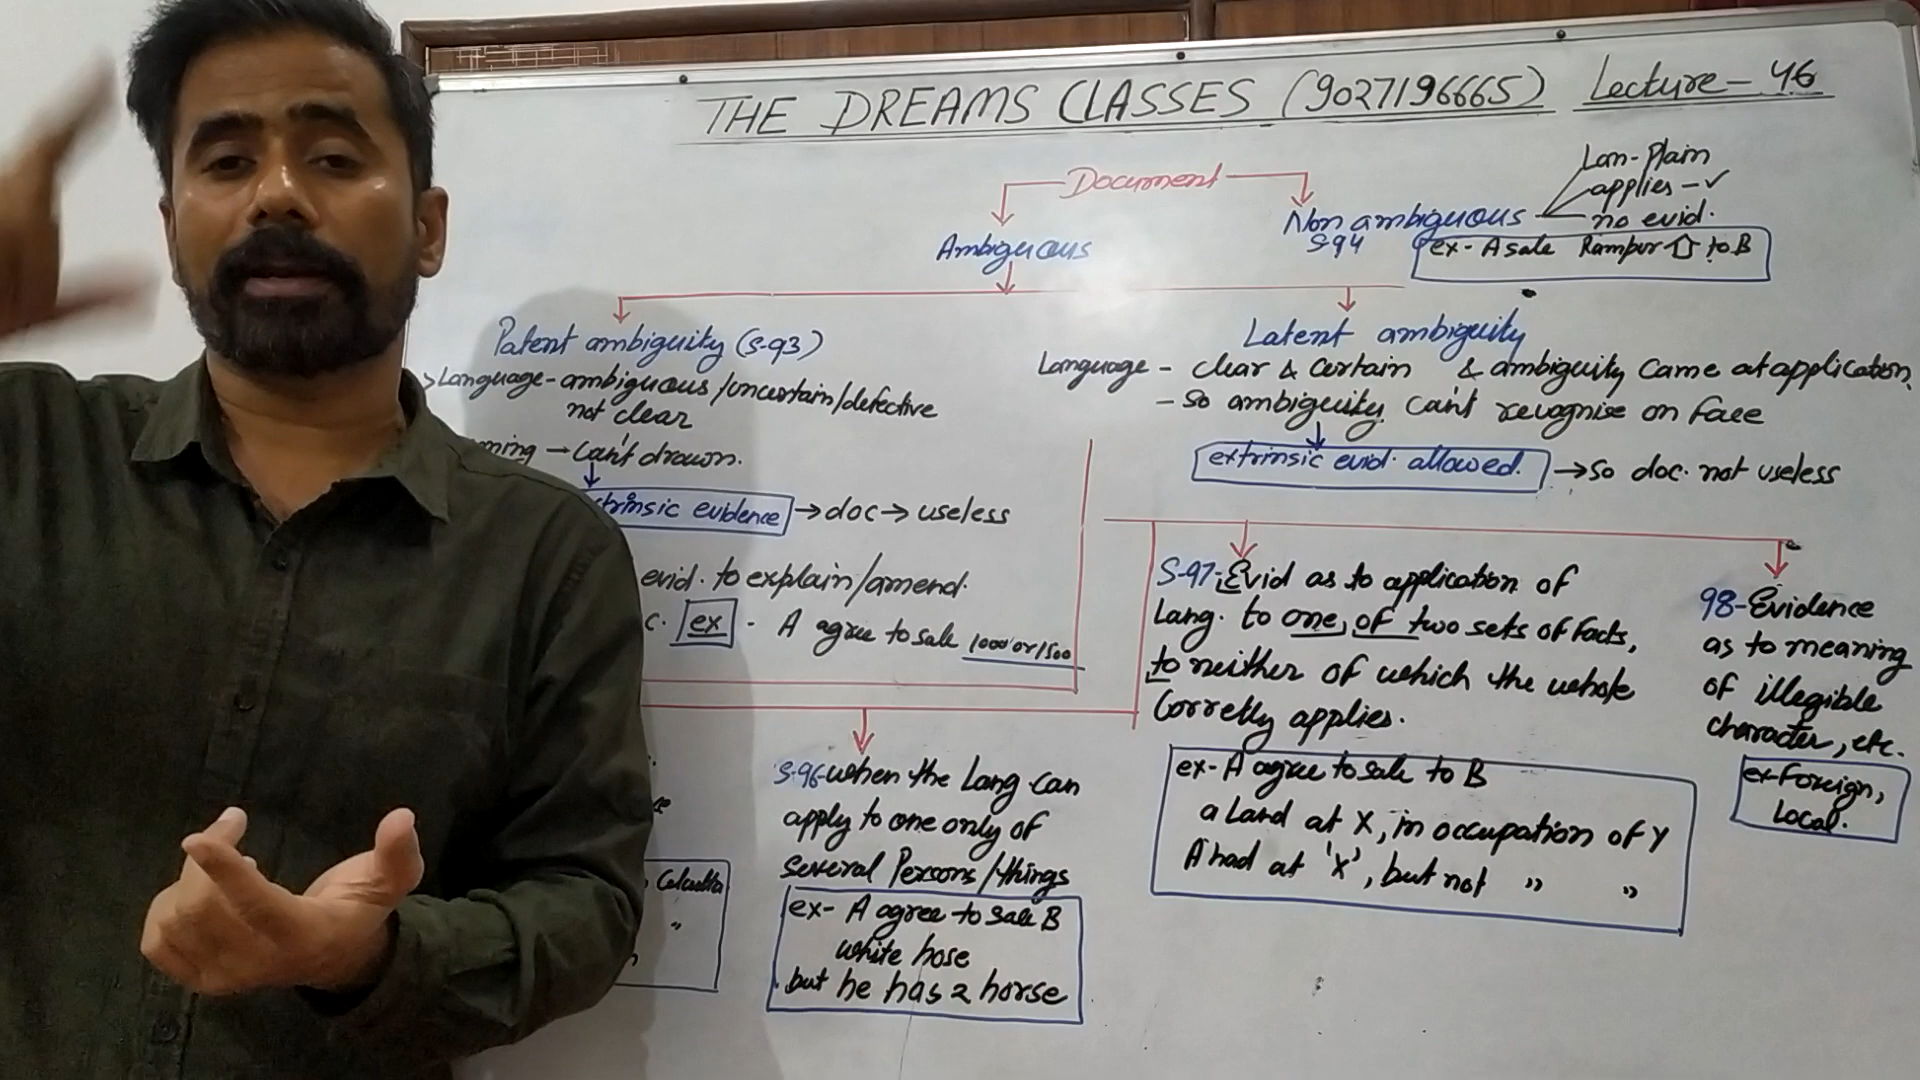 THE DREAMS CLASSES (9027196665) Lecture-46
Document
Ambiguous
Non ambiguous
S-94
Lan-Plain
applies-✓
no evid.
ex- A sale Rampur to B
Patent ambiguity (S-93)
Language- ambiguous/uncertain/defective
not clear
→ can't drawn.
trinsic evidence → doc → useless
evid. to explain/amend.
c. ex - A agree to sale 1000 or 1500
Latent ambiguity
Language - clear & certain & ambiguity came at application.
- So ambiguity can't recognise on face
extrinsic evid. allowed. → So doc. not useless
S-97- Evid as to application of
Lang. to one, of two sets of facts,
to neither of which the whole
Correctly applies.
ex- A agree to sale to B
a Land at X, in occupation of Y
A had at 'X', but not " "
98-Evidence
as to meaning
of illegible
character, etc.
ex-Foreign,
Local.
S-96-when the Lang can
apply to one only of
several Persons/things
ex- A agree to sale B
white hose
but he has 2 horse
, Calcutta
"